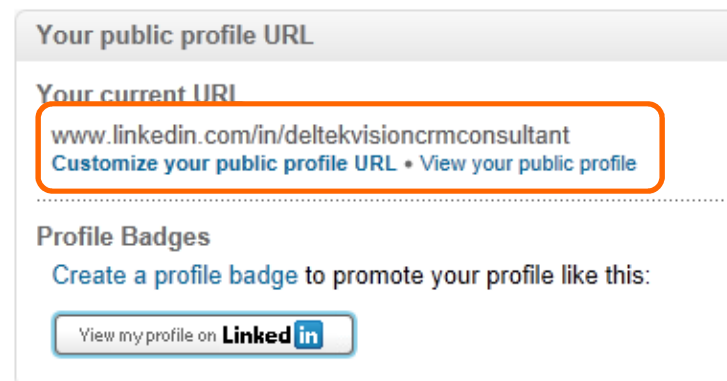 Your public profile URL
Your current URL
www.linkedin.com/in/deltekvisioncrmconsultant
Customize your public profile URL • View your public profile
Profile Badges
Create a profile badge to promote your profile like this:
View my profile on Linked in